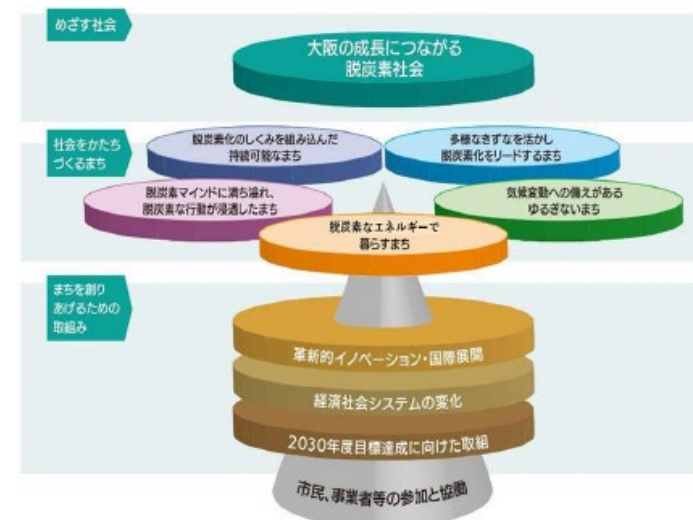 めざす社会
大阪の成長につながる
脱炭素社会
社会をかたち
づくるまち
脱炭素化のしくみを組み込んだ
持続可能なまち
多様なきずなを活かし
脱炭素化をリードするまち
脱炭素マインドに満ち溢れ、
脱炭素な行動が浸透したまち
気候変動への備えがある
ゆるぎないまち
脱炭素なエネルギーで
暮らすまち
まちを創り
あげるための
取組み
革新的イノベーション・国際展開
経済社会システムの変化
2030年度目標達成に向けた取組
市民、事業者等の参加と協働